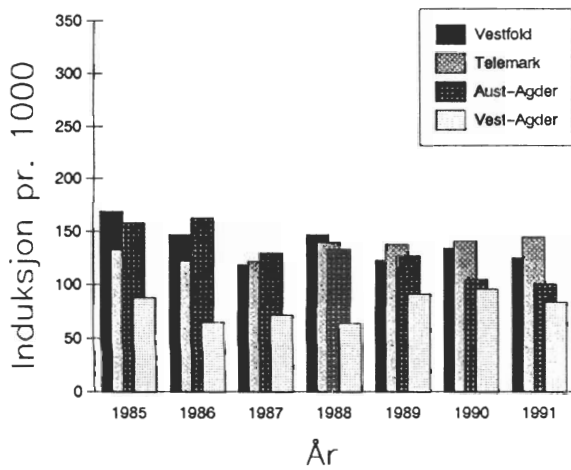 Induksjon pr. 1000
350
300
250
200
150
100
50
0
Vestfold
Telemark
Aust-Agder
Vest-Agder
1985 1986 1987 1988 1989 1990 1991
År